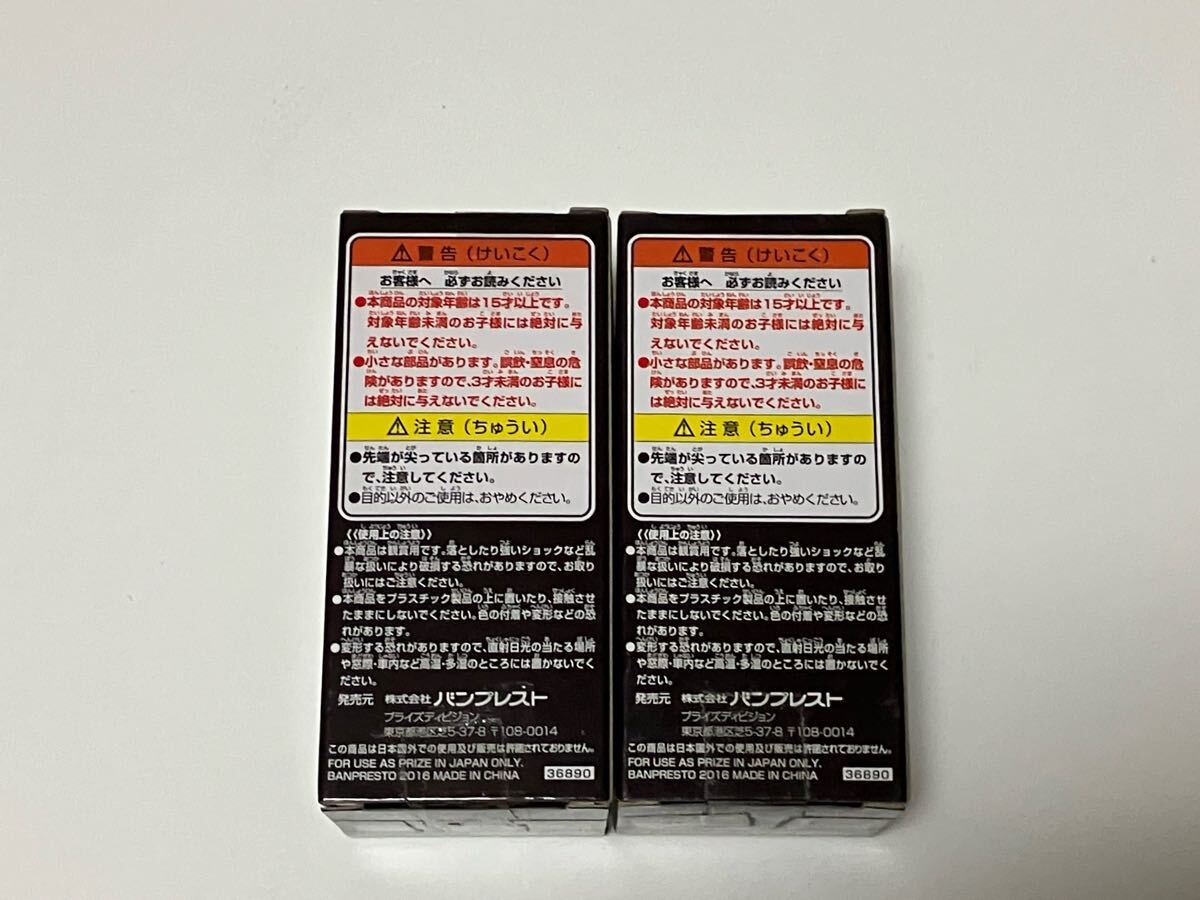 ⚠警告（けいこく）
お客様へ 必ずお読みください
●本商品の対象年齢は15才以上です。
対象年齢未満のお子様には絶対に与
えないでください。
●小さな部品があります。誤飲・窒息の危
険がありますので、3才未満のお子様に
は絶対に与えないでください。
⚠注意（ちゅうい）
●先端が尖っている箇所がありますの
で、注意してください。
●目的以外のご使用は、おやめください。
《使用上の注意》
●本商品は観賞用です。落としたり強いショックなど乱
暴な扱いにより破損する恐れがありますので、お取り
扱いにはご注意ください。
●本商品をプラスチック製品の上に置いたり、接触させ
たままにしないでください。色の付着や変形などの恐
れがあります。
●変形する恐れがありますので、直射日光の当たる場所
や窓際・車内など高温・多湿のところには置かないでく
ださい。
発売元 株式会社 バンプレスト
プライズディビジョン
東京都港区芝5-37-8 〒108-0014
この商品は日本国外での使用及び販売は許諾されておりません。
FOR USE AS PRIZE IN JAPAN ONLY.
BANPRESTO 2016 MADE IN CHINA 36890
⚠警告（けいこく）
お客様へ 必ずお読みください
●本商品の対象年齢は15才以上です。
対象年齢未満のお子様には絶対に与
えないでください。
●小さな部品があります。誤飲・窒息の危
険がありますので、3才未満のお子様に
は絶対に与えないでください。
⚠注意（ちゅうい）
●先端が尖っている箇所がありますの
で、注意してください。
●目的以外のご使用は、おやめください。
《使用上の注意》
●本商品は観賞用です。落としたり強いショックなど乱
暴な扱いにより破損する恐れがありますので、お取り
扱いにはご注意ください。
●本商品をプラスチック製品の上に置いたり、接触させ
たままにしないでください。色の付着や変形などの恐
れがあります。
●変形する恐れがありますので、直射日光の当たる場所
や窓際・車内など高温・多湿のところには置かないでく
ださい。
発売元 株式会社 バンプレスト
プライズディビジョン
東京都港区芝5-37-8 〒108-0014
この商品は日本国外での使用及び販売は許諾されておりません。
FOR USE AS PRIZE IN JAPAN ONLY.
BANPRESTO 2016 MADE IN CHINA 36890